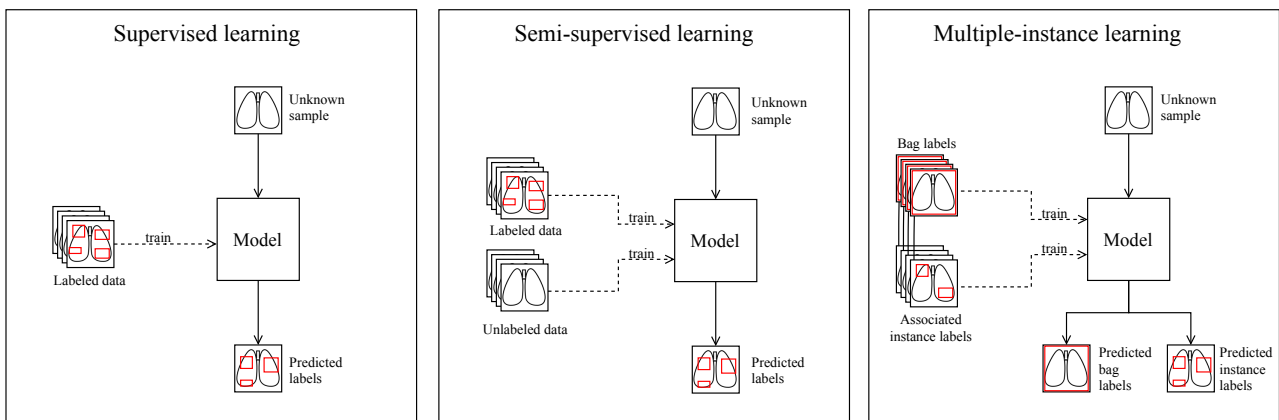 Supervised learning
Unknown
sample
train
Model
Labeled data
Predicted
labels
Semi-supervised learning
Unknown
sample
train
Labeled data
Model
train
Unlabeled data
Predicted
labels
Multiple-instance learning
Unknown
sample
Bag labels
train
Model
train
Associated
instance labels
Predicted
bag
labels
Predicted
instance
labels